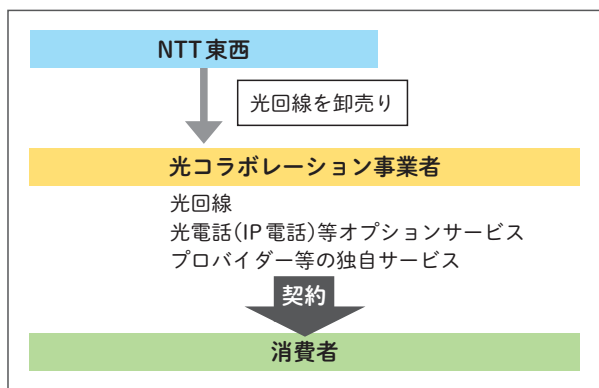 NTT東西
光回線を卸売り
光コラボレーション事業者
光回線
光電話(IP電話)等オプションサービス
プロバイダー等の独自サービス
契約
消費者